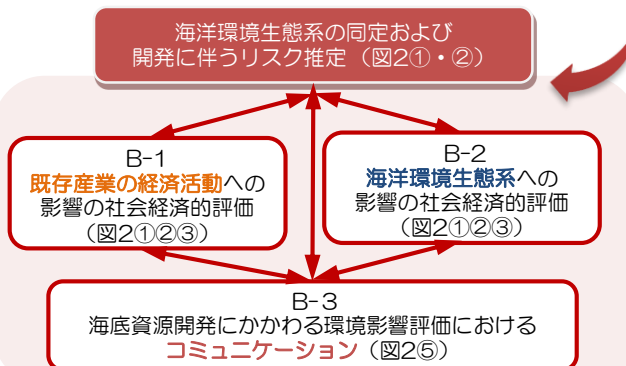 海洋環境生態系の同定および
開発に伴うリスク推定（図2①・②）
B-1
既存産業の経済活動への
影響の社会経済的評価
（図2①②③）
B-2
海洋環境生態系への
影響の社会経済的評価
（図2①②③）
B-3
海底資源開発にかかわる環境影響評価における
コミュニケーション（図2⑤）